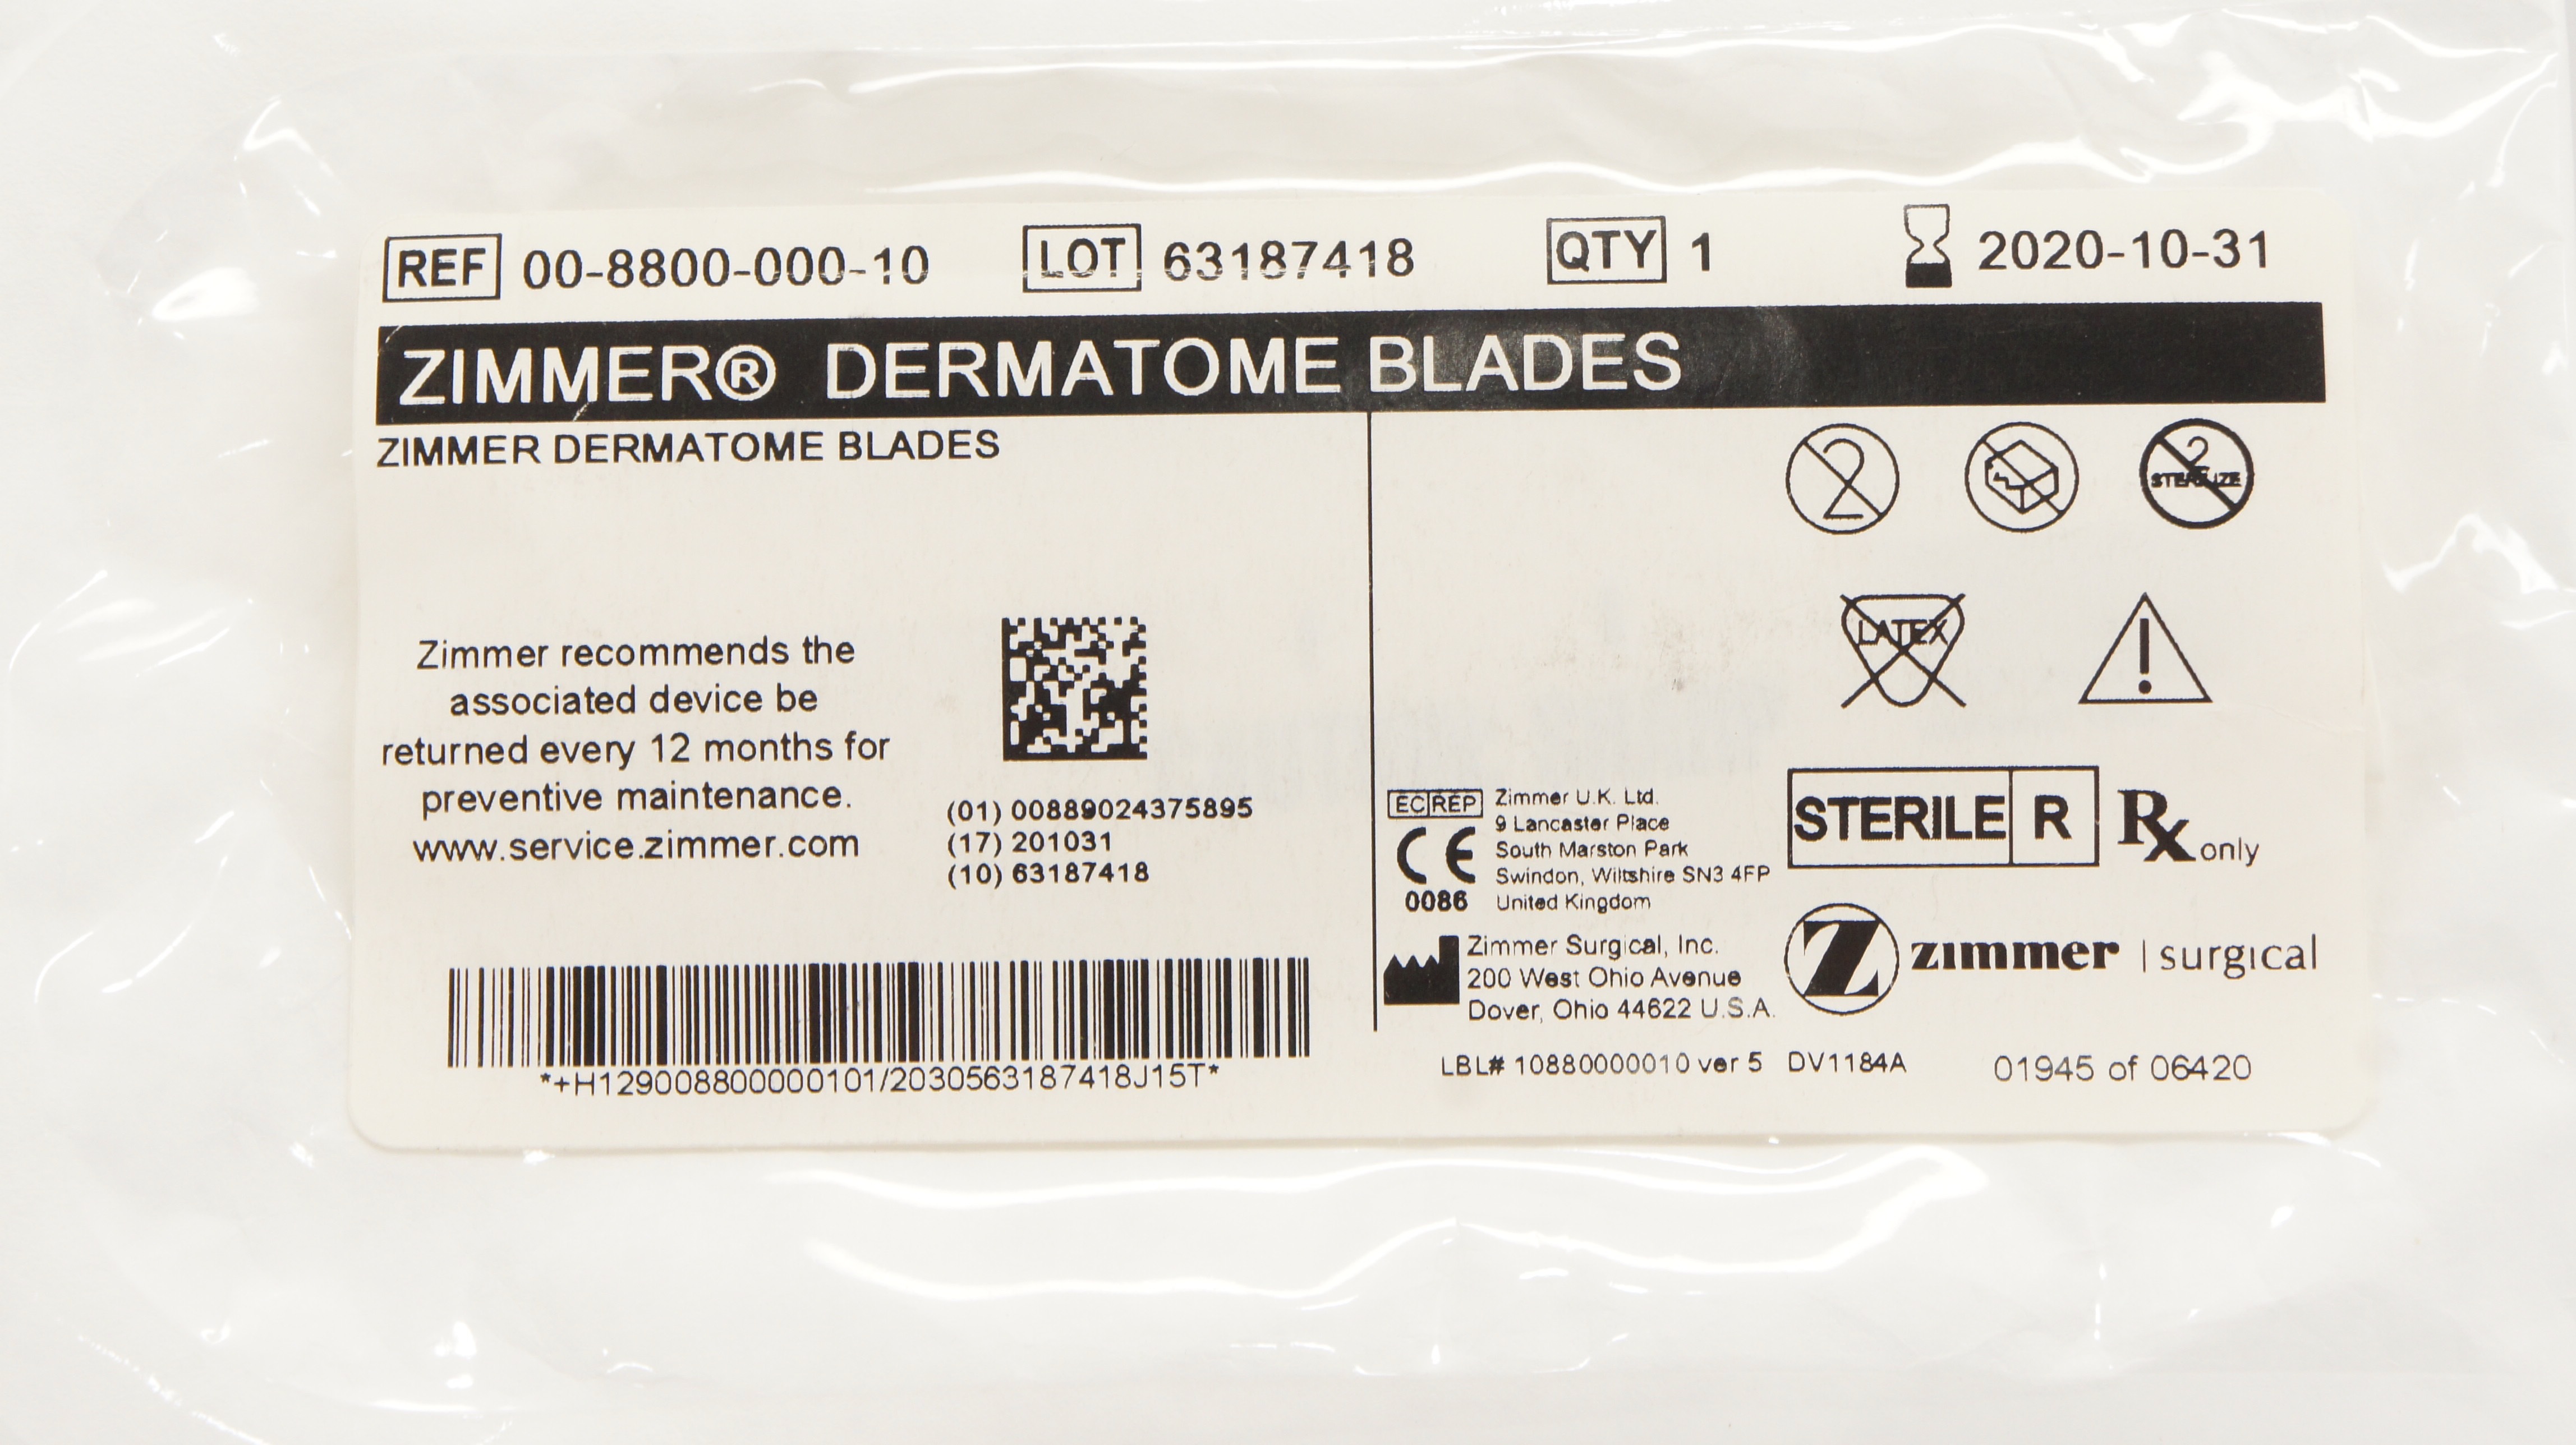 REF 00-8800-000-10 LOT 63187418 QTY 1 2020-10-31
ZIMMER® DERMATOME BLADES
ZIMMER DERMATOME BLADES
2
2
STERILIZE
LATEX
Zimmer recommends the
associated device be
returned every 12 months for
preventive maintenance.
www.service.zimmer.com
(01) 00889024375895
(17) 201031
(10) 63187418
*+H129008800000101/2030563187418J15T*
EC REP Zimmer U.K. Ltd.
9 Lancaster Place
South Marston Park
Swindon, Wiltshire SN3 4FP
United Kingdom
CE
0086
STERILE R Rx only
Zimmer Surgical, Inc.
200 West Ohio Avenue
Dover, Ohio 44622 U.S.A.
Z zimmer | surgical
LBL# 10880000010 ver 5 DV1184A 01945 of 06420